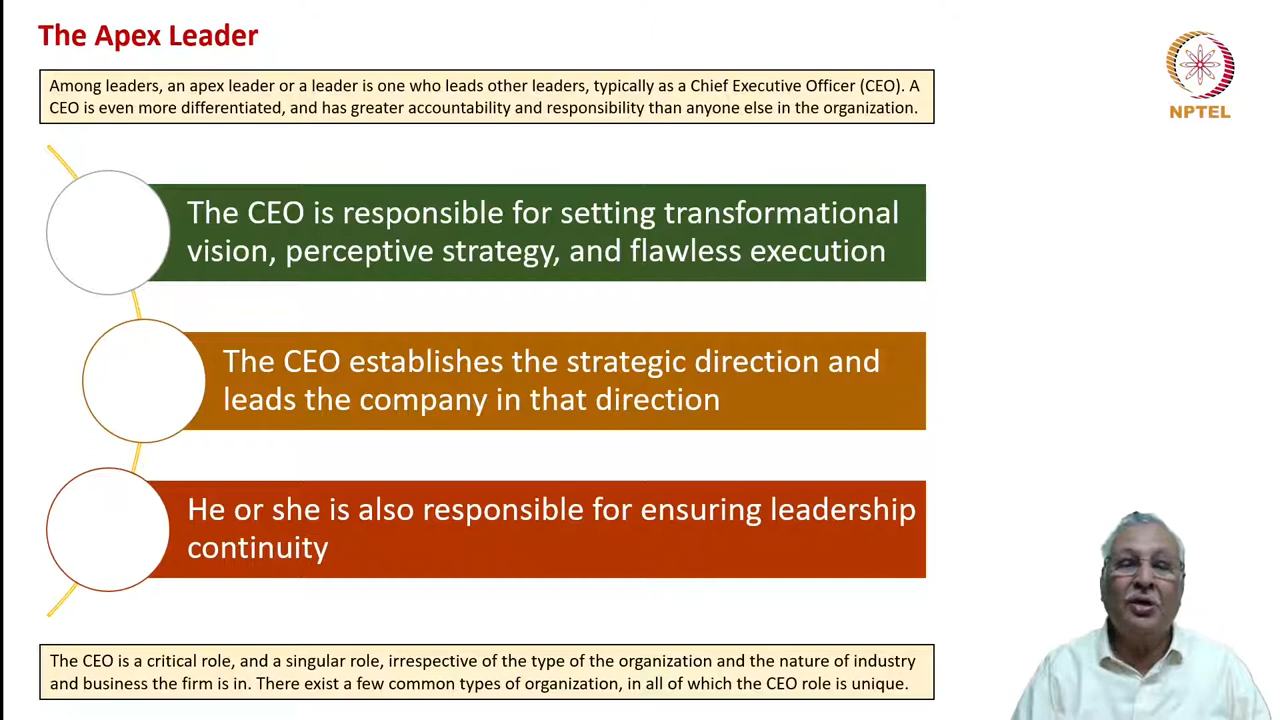 The Apex Leader
Among leaders, an apex leader or a leader is one who leads other leaders, typically as a Chief Executive Officer (CEO). A
CEO is even more differentiated, and has greater accountability and responsibility than anyone else in the organization.
NPTEL
The CEO is responsible for setting transformational
vision, perceptive strategy, and flawless execution
The CEO establishes the strategic direction and
leads the company in that direction
He or she is also responsible for ensuring leadership
continuity
The CEO is a critical role, and a singular role, irrespective of the type of the organization and the nature of industry
and business the firm is in. There exist a few common types of organization, in all of which the CEO role is unique.